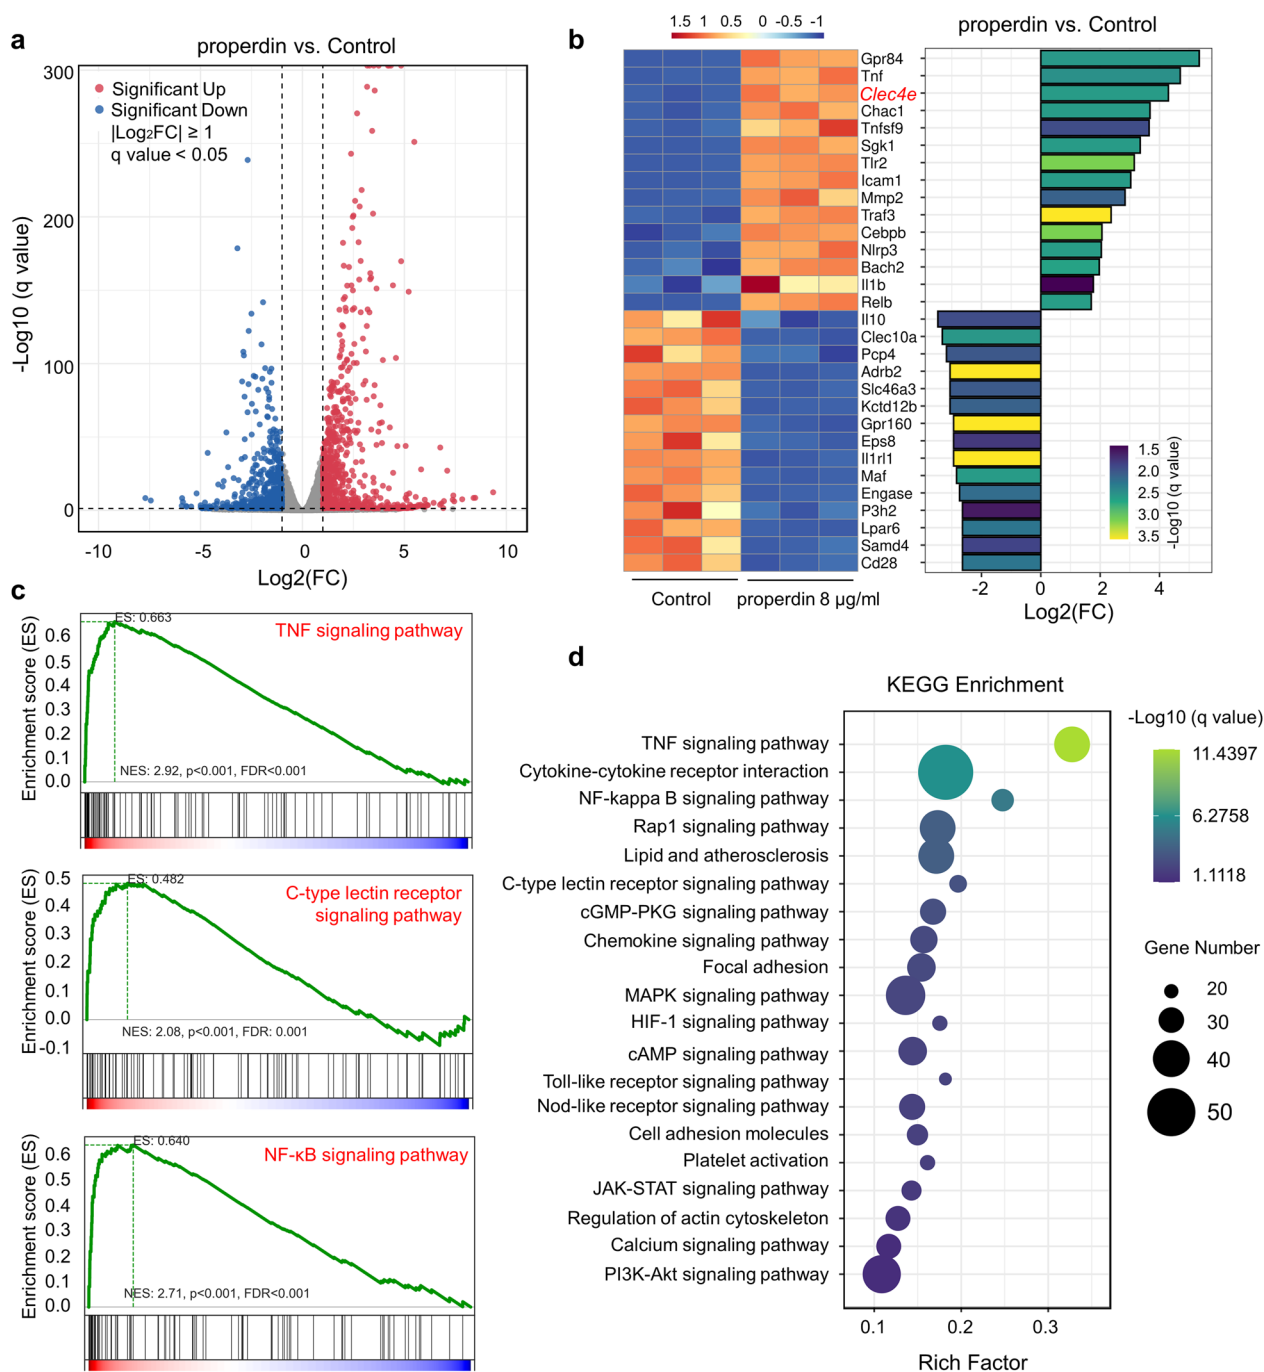 a
properdin vs. Control
Significant Up
Significant Down
|Log₂FC| ≥ 1
q value < 0.05
-Log10 (q value)
300
200
100
0
-10
-5
0
5
10
Log2(FC)
b
1.5 1 0.5 0 -0.5 -1
properdin vs. Control
Gpr84
Tnf
Clec4e
Chac1
Tnfsf9
Sgk1
Tlr2
Icam1
Mmp2
Traf3
Cebpb
Nlrp3
Bach2
Il1b
Relb
Il10
Clec10a
Pcp4
Adrb2
Slc46a3
Kctd12b
Gpr160
Eps8
Il1rl1
Maf
Engase
P3h2
Lpar6
Samd4
Cd28
Control
properdin 8 μg/ml
1.5
2.0
2.5
3.0
3.5
-Log10 (q value)
-2
0
2
4
Log2(FC)
c
Enrichment score (ES)
0.6
0.5
0.4
0.3
0.2
0.1
0.0
ES: 0.663
TNF signaling pathway
NES: 2.92, p<0.001, FDR<0.001
Enrichment score (ES)
0.5
0.4
0.3
0.2
0.1
0.0
-0.1
ES: 0.482
C-type lectin receptor
signaling pathway
NES: 2.08, p<0.001, FDR: 0.001
Enrichment score (ES)
0.6
0.5
0.4
0.3
0.2
0.1
0.0
ES: 0.640
NF-κB signaling pathway
NES: 2.71, p<0.001, FDR<0.001
d
KEGG Enrichment
TNF signaling pathway
Cytokine-cytokine receptor interaction
NF-kappa B signaling pathway
Rap1 signaling pathway
Lipid and atherosclerosis
C-type lectin receptor signaling pathway
cGMP-PKG signaling pathway
Chemokine signaling pathway
Focal adhesion
MAPK signaling pathway
HIF-1 signaling pathway
cAMP signaling pathway
Toll-like receptor signaling pathway
Nod-like receptor signaling pathway
Cell adhesion molecules
Platelet activation
JAK-STAT signaling pathway
Regulation of actin cytoskeleton
Calcium signaling pathway
PI3K-Akt signaling pathway
0.1
0.2
0.3
Rich Factor
-Log10 (q value)
11.4397
6.2758
1.1118
Gene Number
20
30
40
50